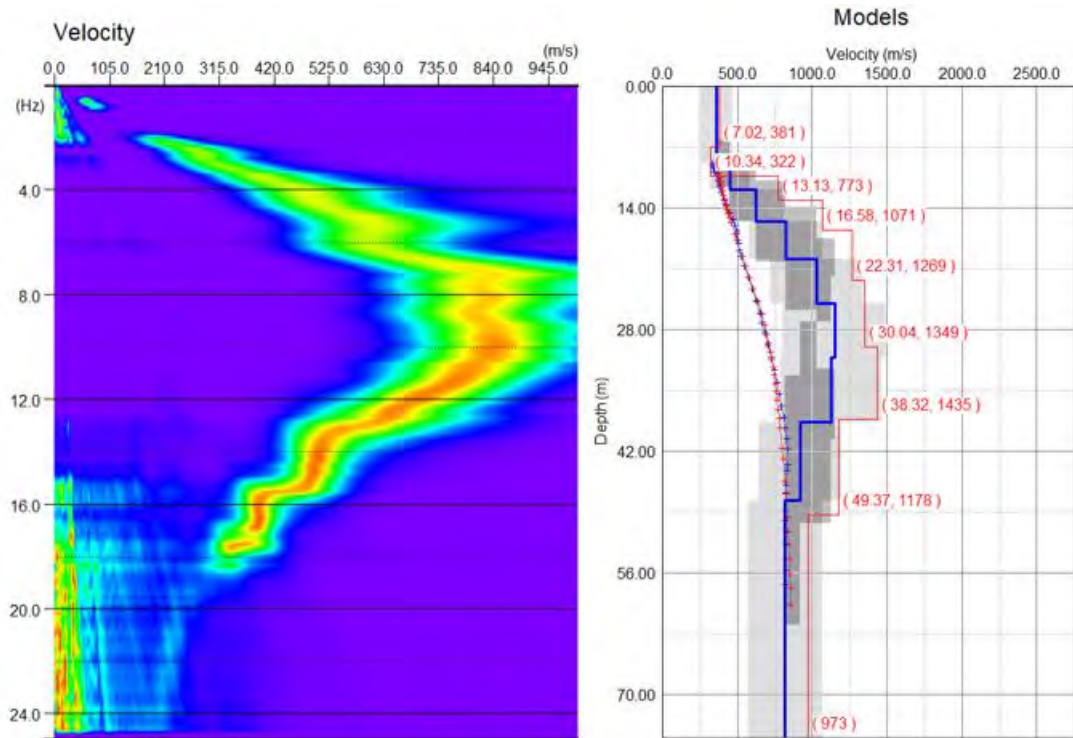 Velocity
(m/s)
0.0 105.0 210.0 315.0 420.0 525.0 630.0 735.0 840.0 945.0
(Hz)
4.0
8.0
12.0
16.0
20.0
24.0
Models
Velocity (m/s)
0.0 500.0 1000.0 1500.0 2000.0 2500.0
0.00
14.00
28.00
42.00
56.00
70.00
Depth (m)
( 7.02, 381 )
( 10.34, 322 )
( 13.13, 773 )
( 16.58, 1071 )
( 22.31, 1269 )
( 30.04, 1349 )
( 38.32, 1435 )
( 49.37, 1178 )
( 973 )